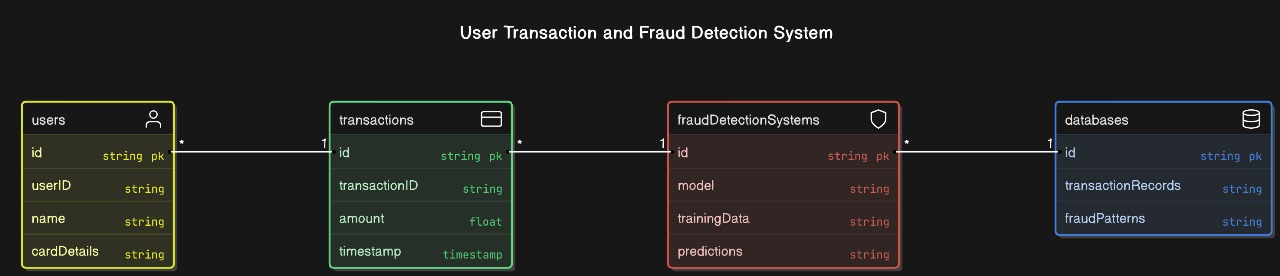 User Transaction and Fraud Detection System
users
id string pk
userID string
name string
cardDetails string
* 1
transactions
id string pk
transactionID string
amount float
timestamp timestamp
* 1
fraudDetectionSystems
id string pk
model string
trainingData string
predictions string
* 1
databases
id string pk
transactionRecords string
fraudPatterns string